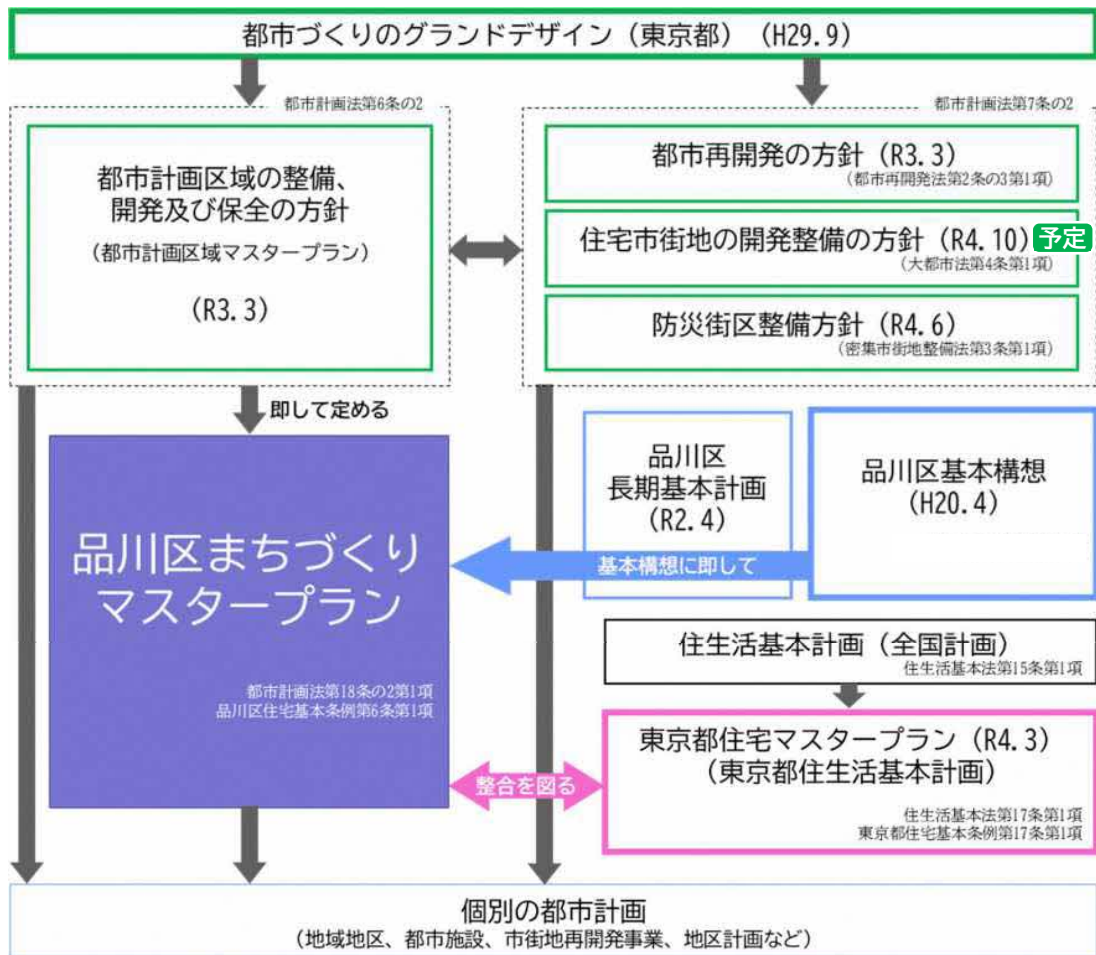 都市づくりのグランドデザイン（東京都）（H29.9）
都市計画法第6条の2
都市計画区域の整備、
開発及び保全の方針
（都市計画区域マスタープラン）
（R3.3）
都市計画法第7条の2
都市再開発の方針（R3.3）
（都市再開発法第2条の3第1項）
住宅市街地の開発整備の方針（R4.10）予定
（大都市法第4条第1項）
防災街区整備方針（R4.6）
（密集市街地整備法第3条第1項）
即して定める
品川区まちづくり
マスタープラン
都市計画法第18条の2第1項
品川区住宅基本条例第6条第1項
品川区
長期基本計画
（R2.4）
品川区基本構想
（H20.4）
基本構想に即して
住生活基本計画（全国計画）
住生活基本法第15条第1項
東京都住宅マスタープラン（R4.3）
（東京都住生活基本計画）
住生活基本法第17条第1項
東京都住宅基本条例第17条第1項
整合を図る
個別の都市計画
（地域地区、都市施設、市街地再開発事業、地区計画など）